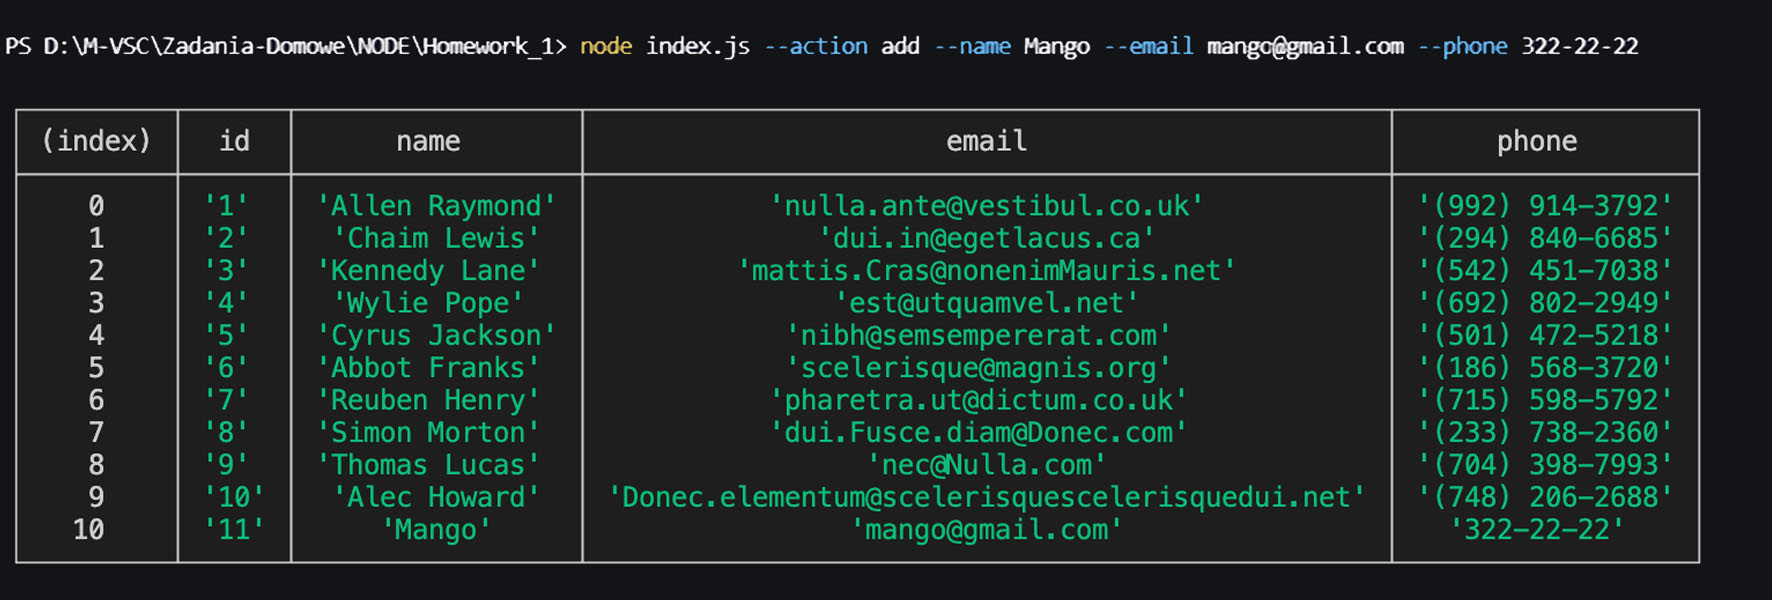 PS D:\M-VSC\Zadania-Domowe\NODE\Homework_1> node index.js --action add --name Mango --email mango@gmail.com --phone 322-22-22
(index) id name email phone
0 '1' 'Allen Raymond' 'nulla.ante@vestibul.co.uk' '(992) 914-3792'
1 '2' 'Chaim Lewis' 'dui.in@egetlacus.ca' '(294) 840-6685'
2 '3' 'Kennedy Lane' 'mattis.Cras@nonenimMauris.net' '(542) 451-7038'
3 '4' 'Wylie Pope' 'est@utquamvel.net' '(692) 802-2949'
4 '5' 'Cyrus Jackson' 'nibh@semsempererat.com' '(501) 472-5218'
5 '6' 'Abbot Franks' 'scelerisque@magnis.org' '(186) 568-3720'
6 '7' 'Reuben Henry' 'pharetra.ut@dictum.co.uk' '(715) 598-5792'
7 '8' 'Simon Morton' 'dui.Fusce.diam@Donec.com' '(233) 738-2360'
8 '9' 'Thomas Lucas' 'nec@Nulla.com' '(704) 398-7993'
9 '10' 'Alec Howard' 'Donec.elementum@scelerisquescelerisquedui.net' '(748) 206-2688'
10 '11' 'Mango' 'mango@gmail.com' '322-22-22'